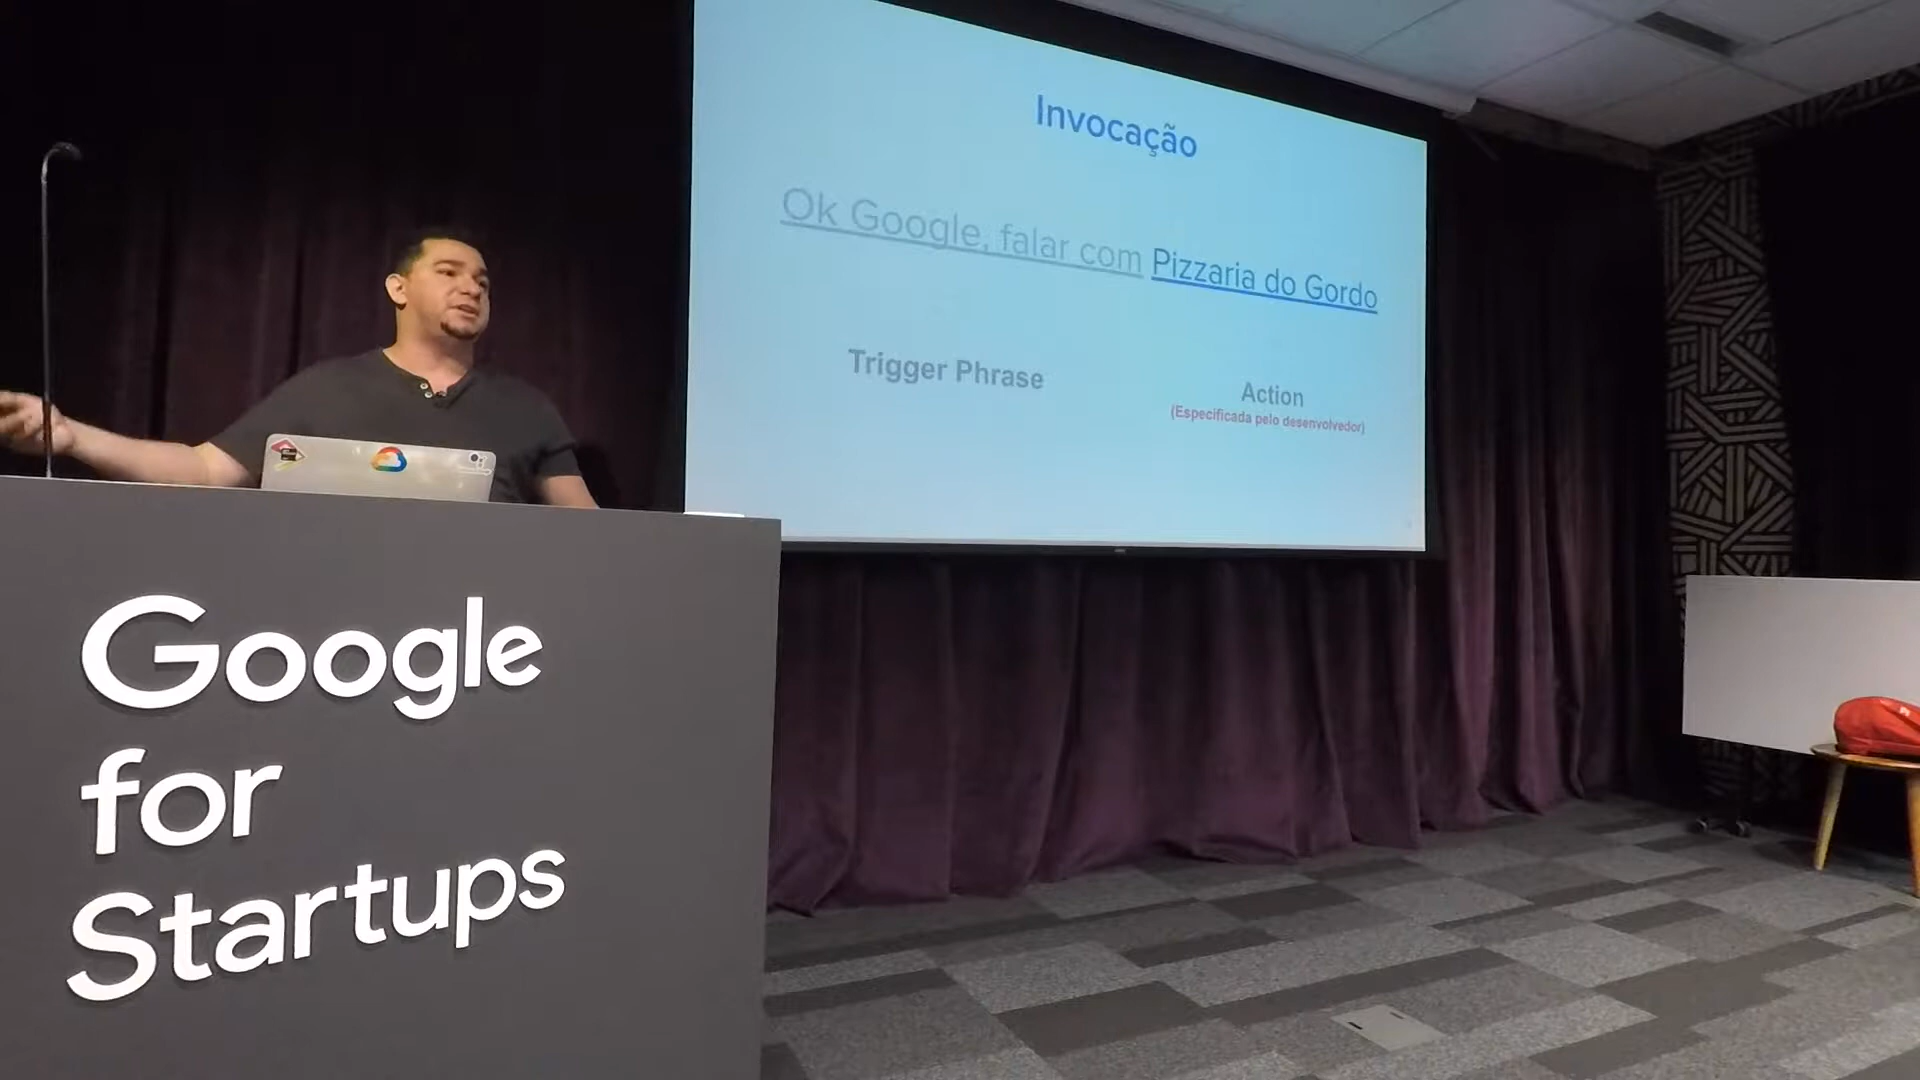 Invocação
Ok Google, falar com Pizzaria do Gordo
Trigger Phrase
Action
(Especificada pelo desenvolvedor)
Google
for
Startups